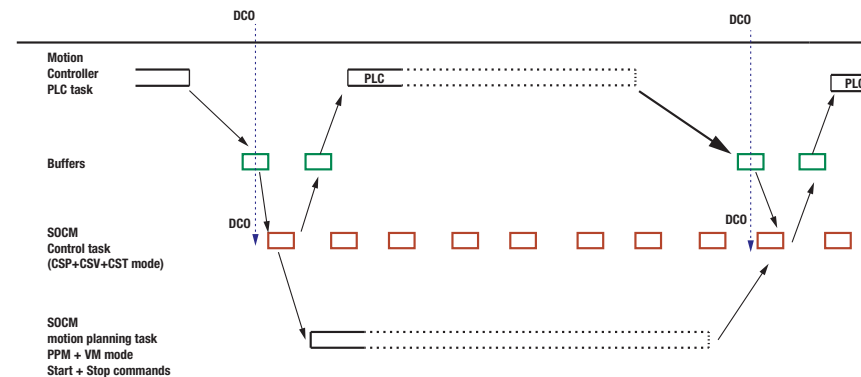 DCO
DCO
Motion
Controller
PLC task
PLC
PLC
Buffers
DCO
DCO
SOCM
Control task
(CSP+CSV+CST mode)
SOCM
motion planning task
PPM + VM mode
Start + Stop commands